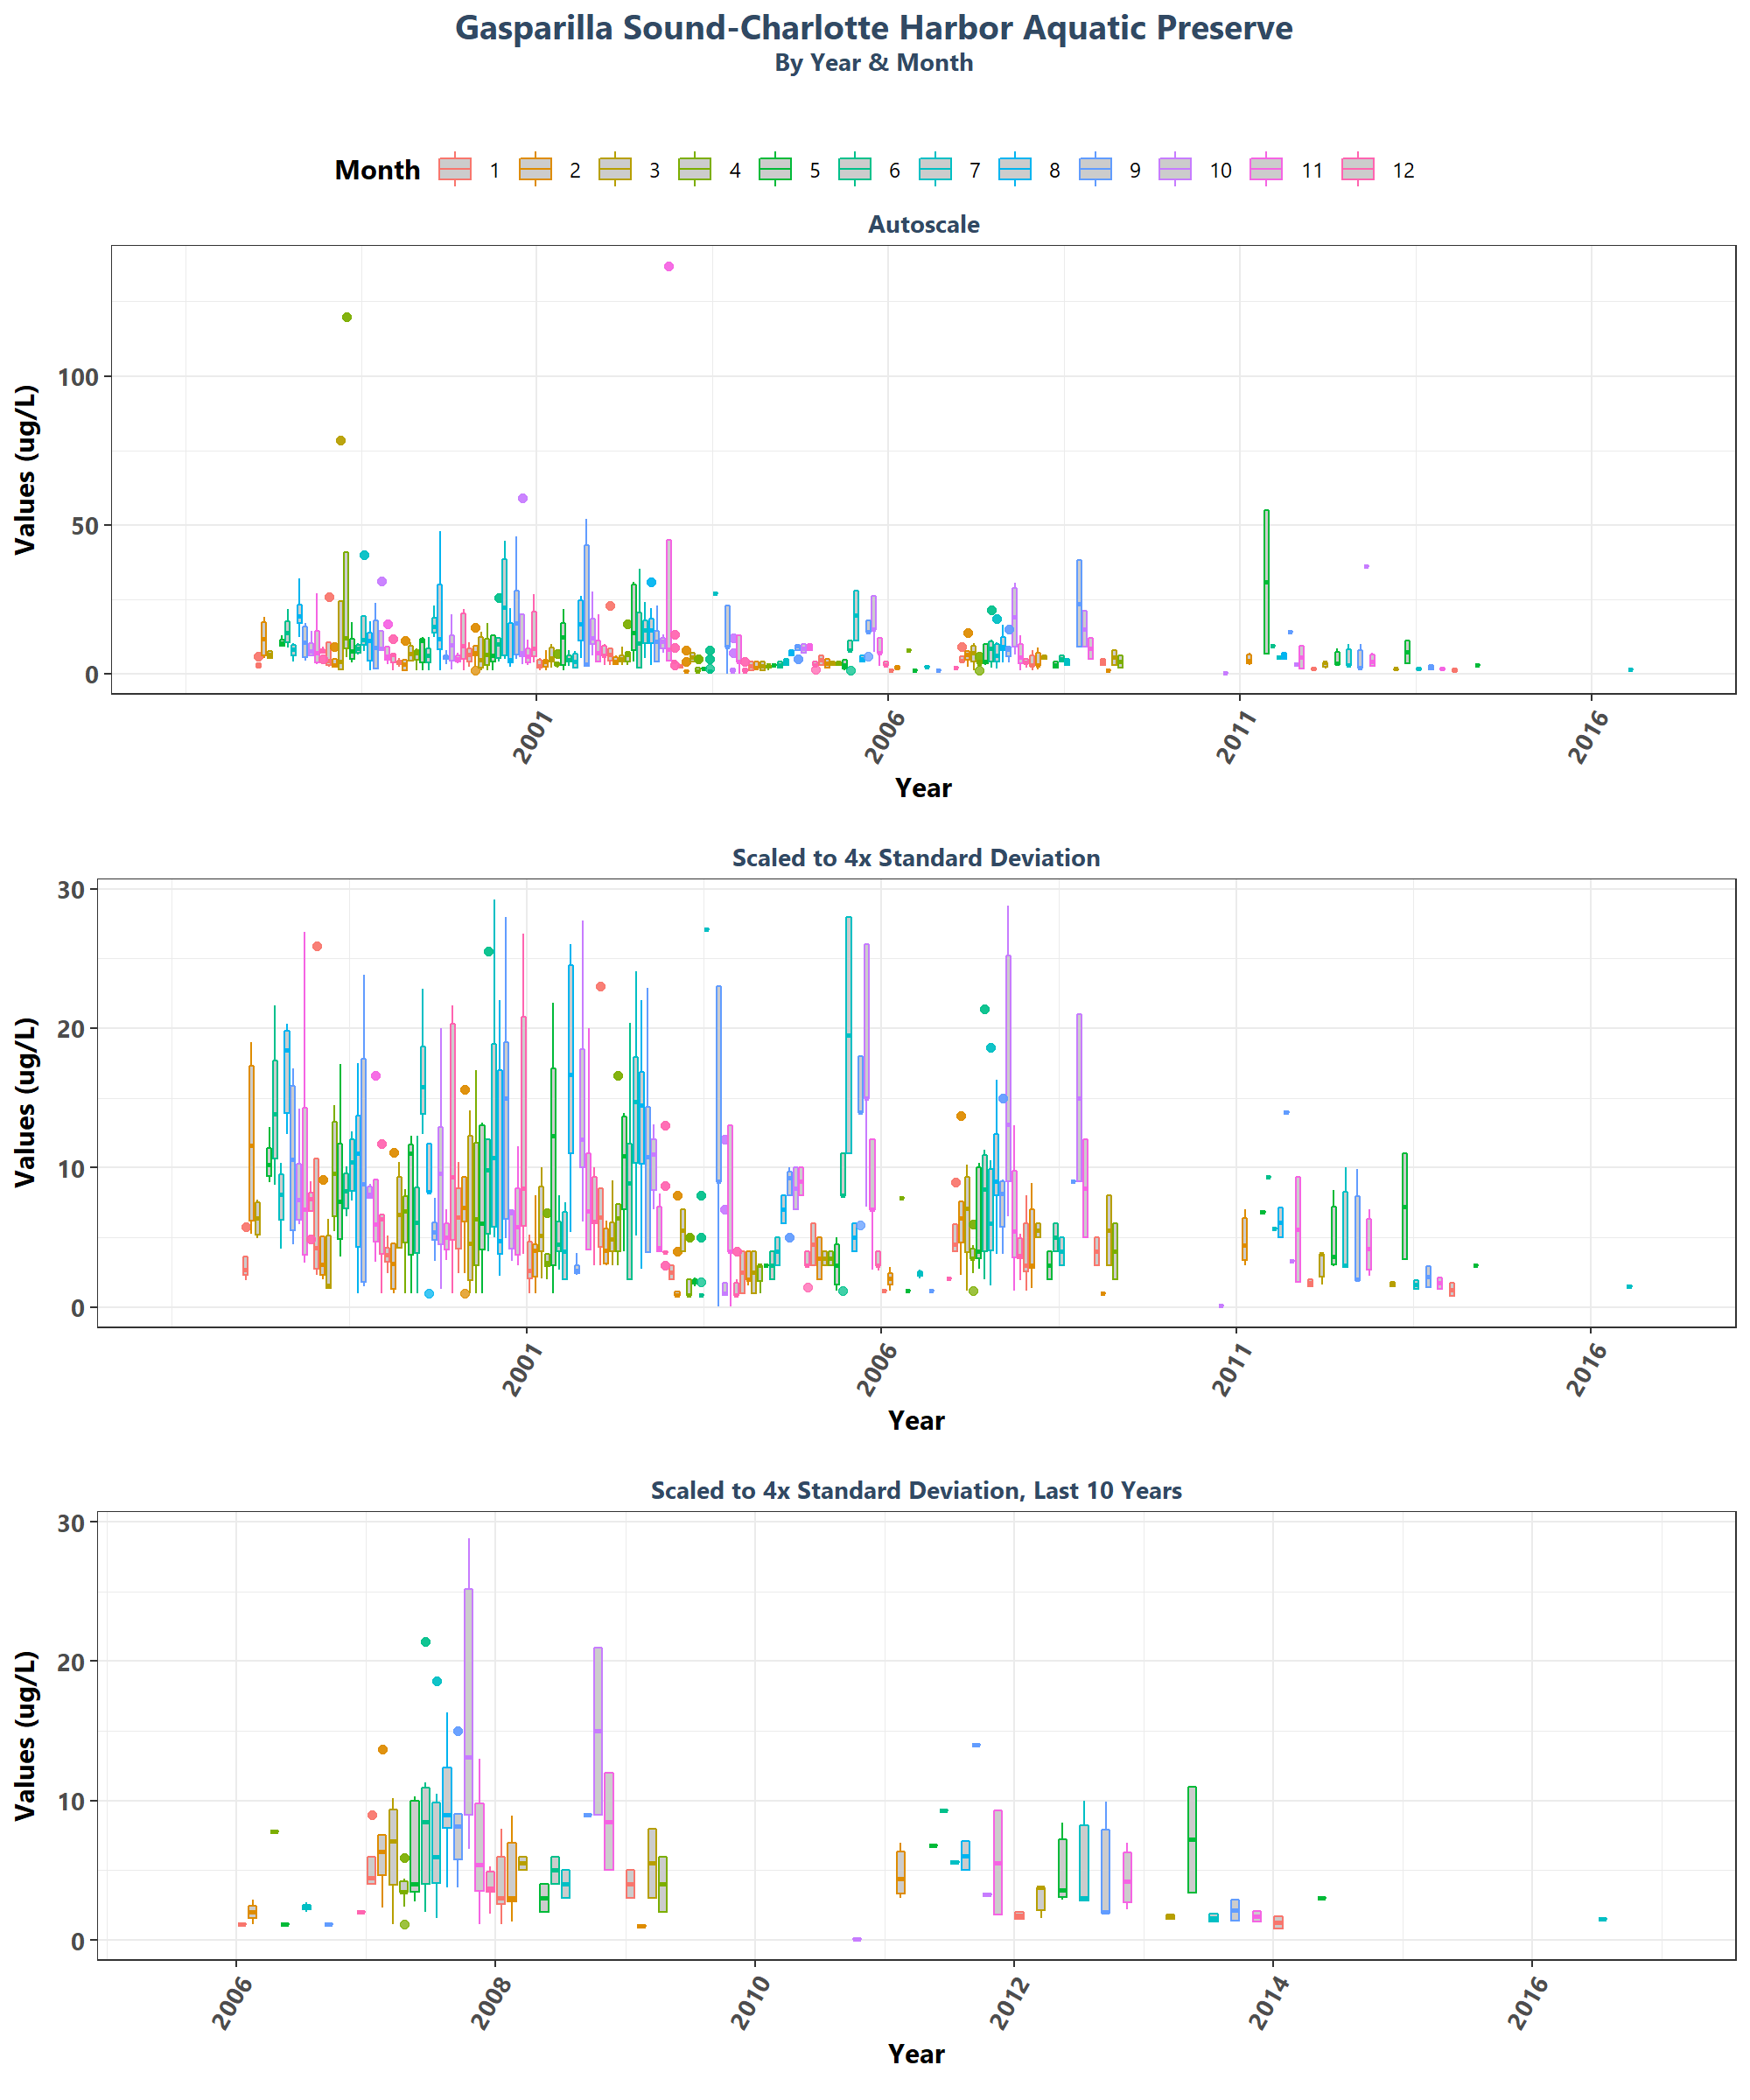 Gasparilla Sound-Charlotte Harbor Aquatic Preserve
By Year & Month
Month 1 2 3 4 5 6 7 8 9 10 11 12
Autoscale
Values (ug/L)
100
50
0
2001 2006 2011 2016
Year
Scaled to 4x Standard Deviation
Values (ug/L)
30
20
10
0
2001 2006 2011 2016
Year
Scaled to 4x Standard Deviation, Last 10 Years
Values (ug/L)
30
20
10
0
2006 2008 2010 2012 2014 2016
Year